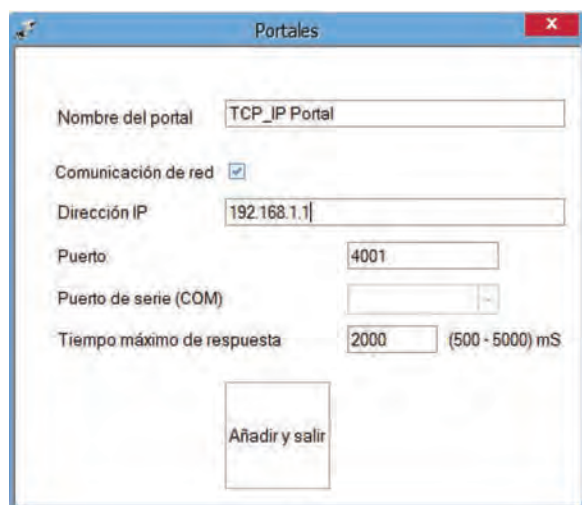 Portales
x
Nombre del portal TCP_IP Portal
Comunicación de red
Dirección IP 192.168.1.1
Puerto 4001
Puerto de serie (COM)
Tiempo máximo de respuesta 2000 (500 - 5000) mS
Añadir y salir